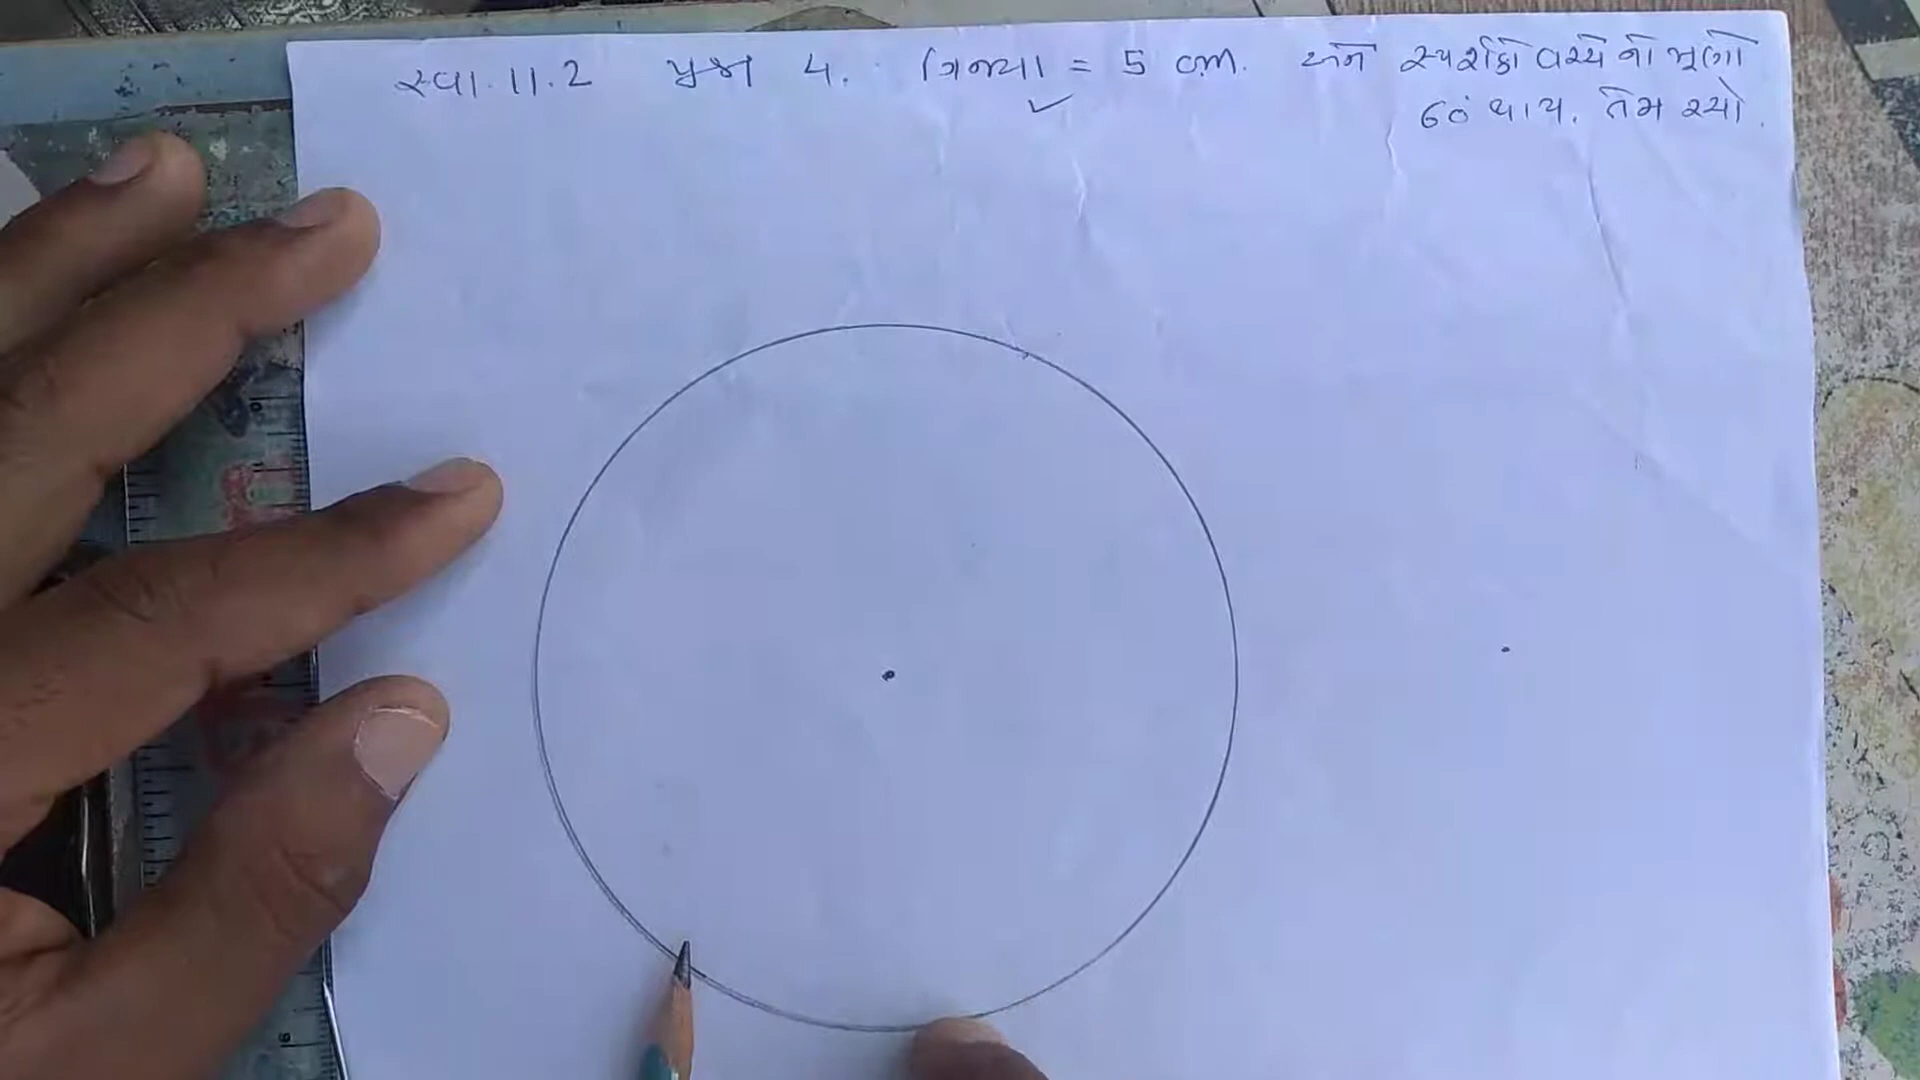 સ્વા. 11.2 પ્રશ્ન 4. ત્રિજ્યા = 5 cm. અને સ્પર્શકો વચ્ચે નો ખૂણો
60° થાય. તેમ રચો.